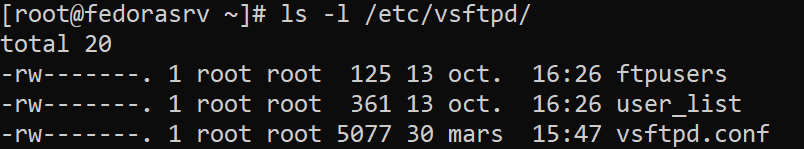 [root@fedorasrv ~]# ls -l /etc/vsftpd/
total 20
-rw-------. 1 root root  125 13 oct.  16:26 ftpusers
-rw-------. 1 root root  361 13 oct.  16:26 user_list
-rw-------. 1 root root 5077 30 mars  15:47 vsftpd.conf